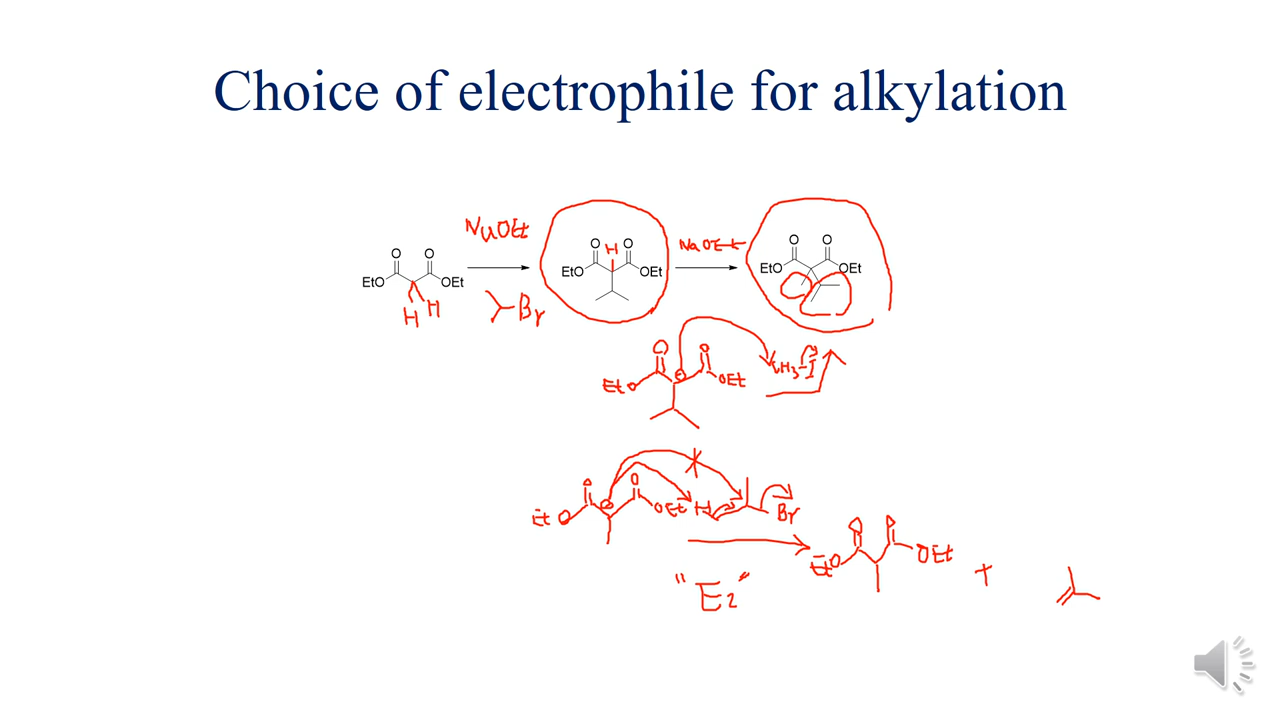 Choice of electrophile for alkylation
NaOEt NaOEt
O O O H O O O
EtO OEt EtO OEt EtO OEt
H H Br
O O CH3-I
EtO OEt
O O
EtO OEt H Br
O O
EtO OEt
"E2" +